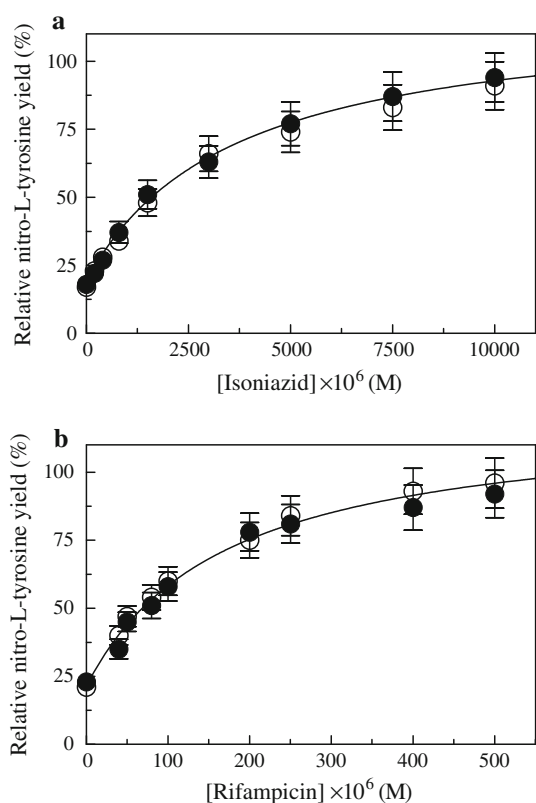 a
Relative nitro-L-tyrosine yield (%)
100
75
50
25
0
0 2500 5000 7500 10000
[Isoniazid]×10⁶ (M)
b
Relative nitro-L-tyrosine yield (%)
100
75
50
25
0
0 100 200 300 400 500
[Rifampicin] ×10⁶ (M)